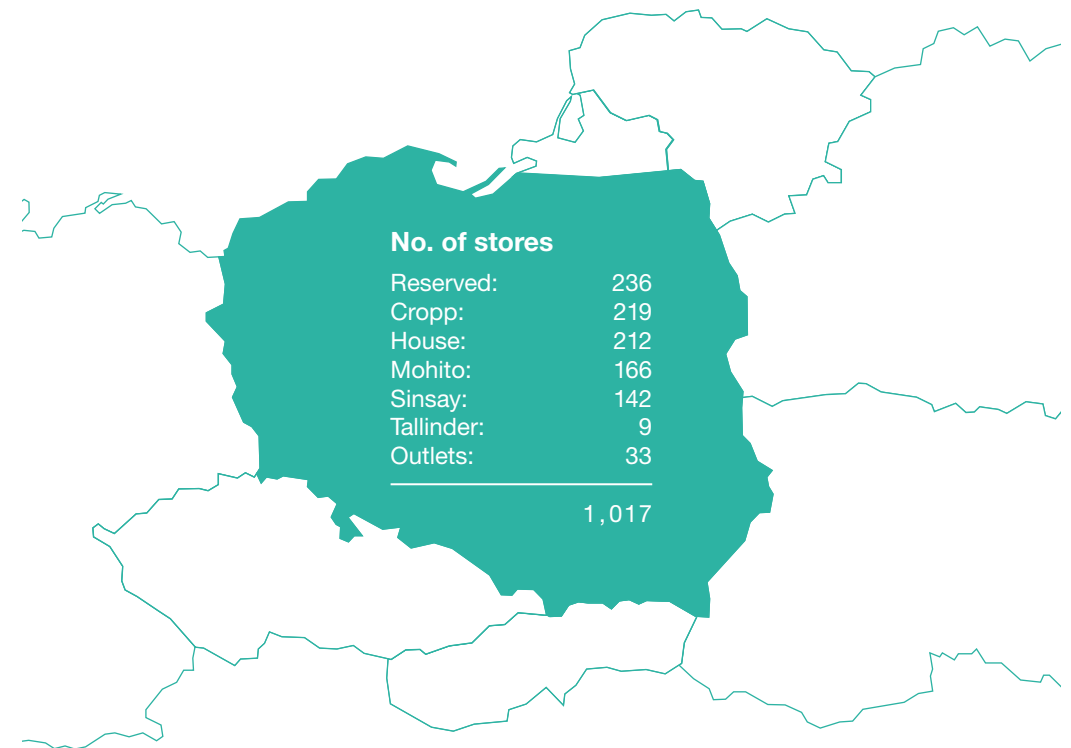 No. of stores
Reserved: 236
Cropp: 219
House: 212
Mohito: 166
Sinsay: 142
Tallinder: 9
Outlets: 33
1,017